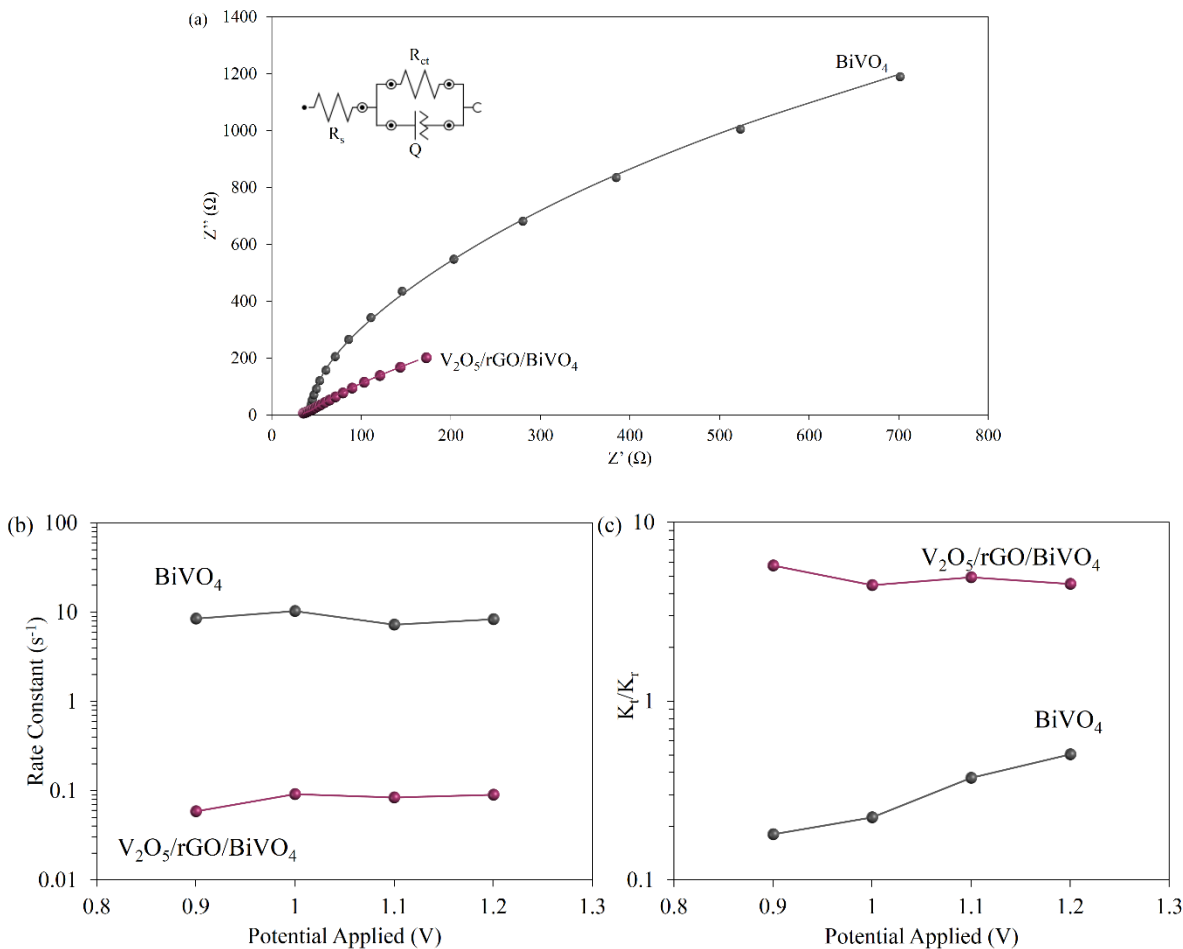 (a)
1400
1200
1000
800
600
400
200
0
Z'' (Ω)
R_ct
R_s
Q
BiVO₄
V₂O₅/rGO/BiVO₄
0 100 200 300 400 500 600 700 800
Z' (Ω)
(b)
100
10
1
0.1
0.01
Rate Constant (s⁻¹)
BiVO₄
V₂O₅/rGO/BiVO₄
0.8 0.9 1 1.1 1.2 1.3
Potential Applied (V)
(c)
10
1
0.1
K_t/K_r
V₂O₅/rGO/BiVO₄
BiVO₄
0.8 0.9 1 1.1 1.2 1.3
Potential Applied (V)